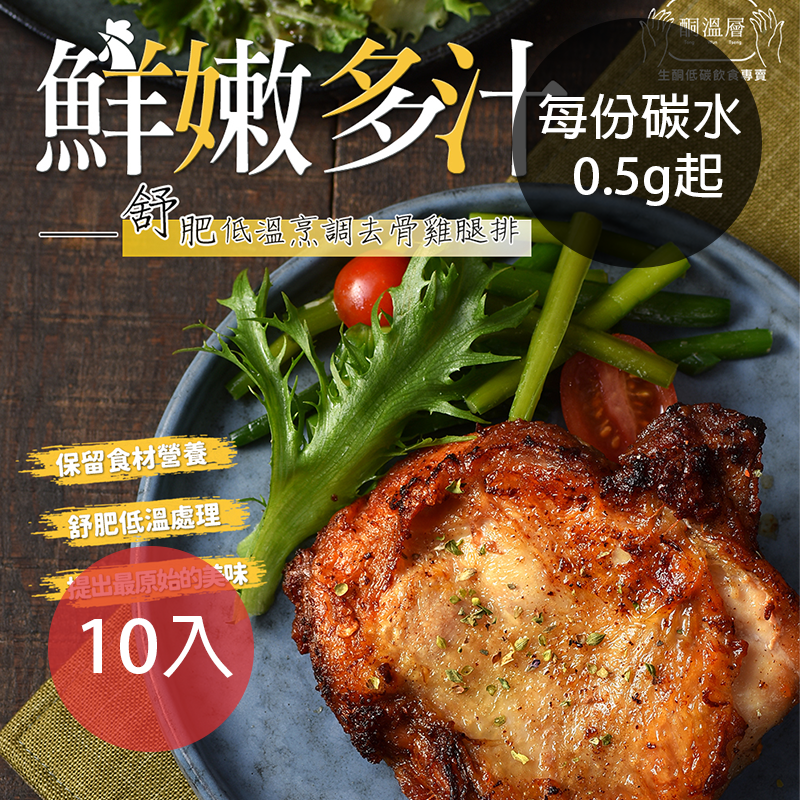 酮溫層
生酮低碳飲食專賣
鮮嫩多汁
每份碳水
0.5g起
舒肥低溫烹調去骨雞腿排
保留食材營養
舒肥低溫處理
提出最原始的美味
10入